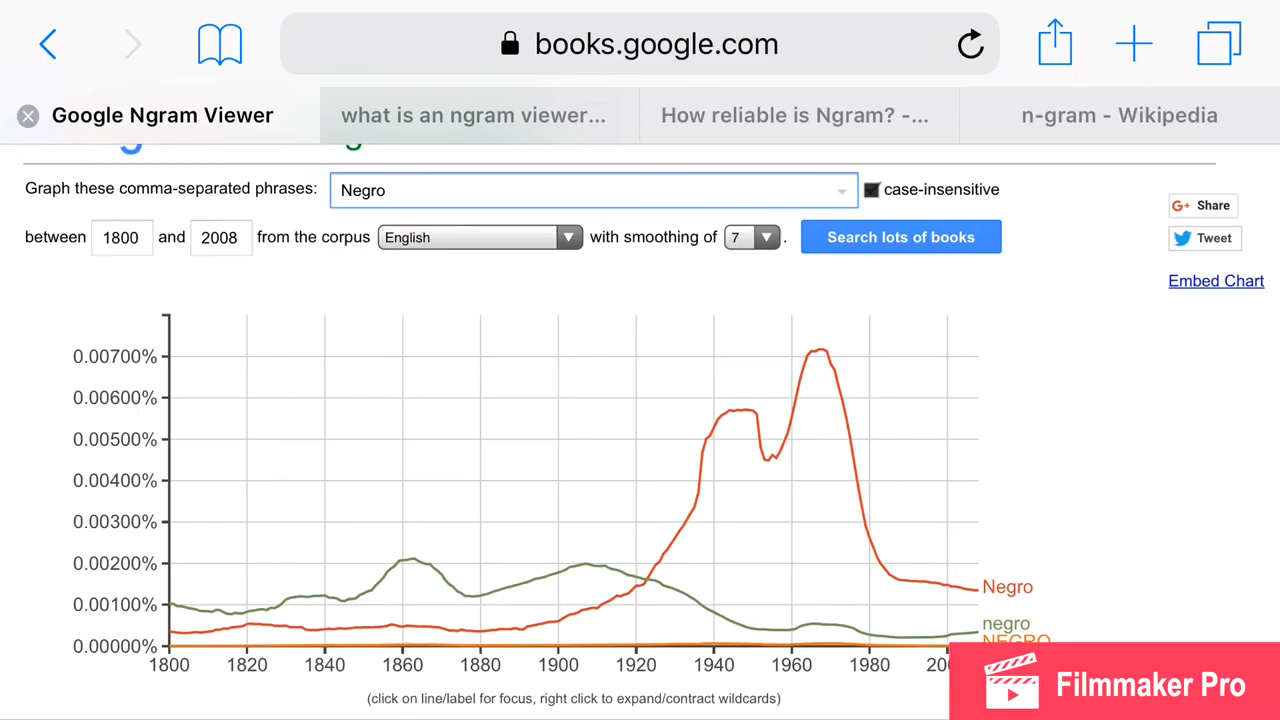 books.google.com
Google Ngram Viewer
what is an ngram viewer...
How reliable is Ngram? -...
n-gram - Wikipedia
Graph these comma-separated phrases: Negro case-insensitive
between 1800 and 2008 from the corpus English with smoothing of 7 . Search lots of books
G+ Share
Tweet
Embed Chart
0.00700%
0.00600%
0.00500%
0.00400%
0.00300%
0.00200%
0.00100%
0.00000%
Negro
negro
NEGRO
1800 1820 1840 1860 1880 1900 1920 1940 1960 1980
(click on line/label for focus, right click to expand/contract wildcards)
Filmmaker Pro